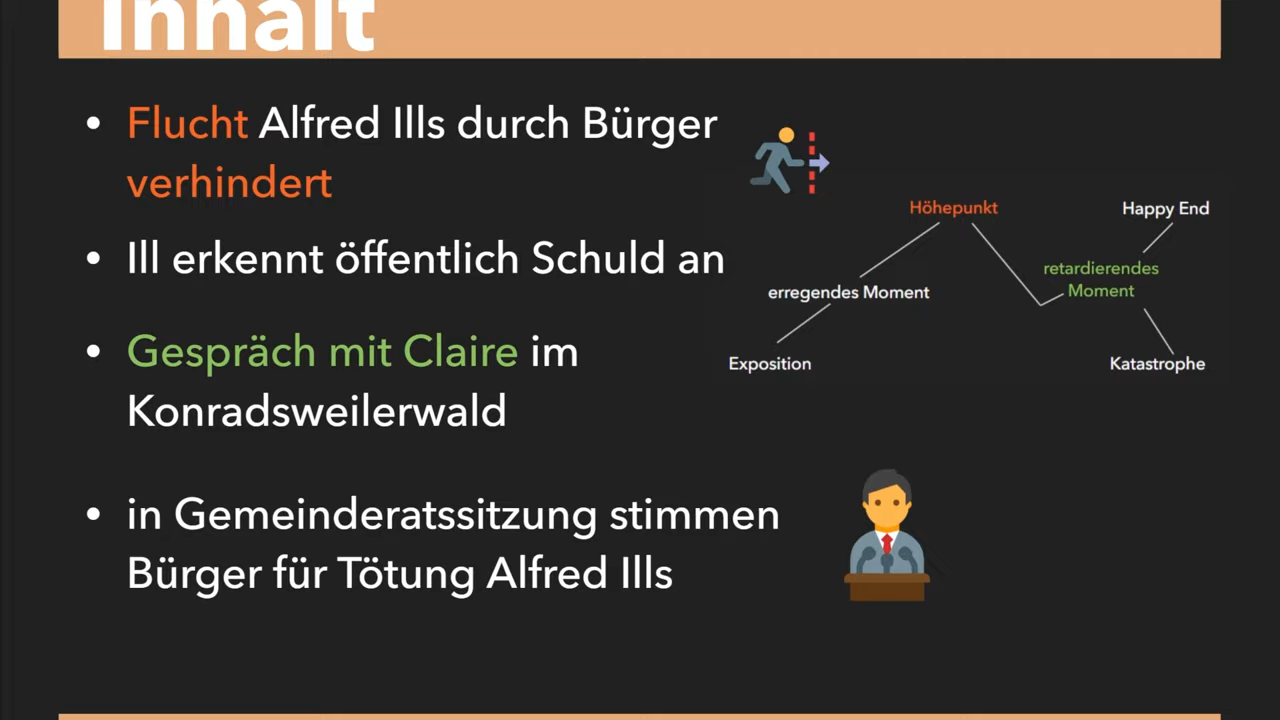 Inhalt
• Flucht Alfred Ills durch Bürger
verhindert
• Ill erkennt öffentlich Schuld an
• Gespräch mit Claire im
Konradsweilerwald
• in Gemeinderatssitzung stimmen
Bürger für Tötung Alfred Ills
Höhepunkt
Happy End
retardierendes
Moment
erregendes Moment
Exposition
Katastrophe